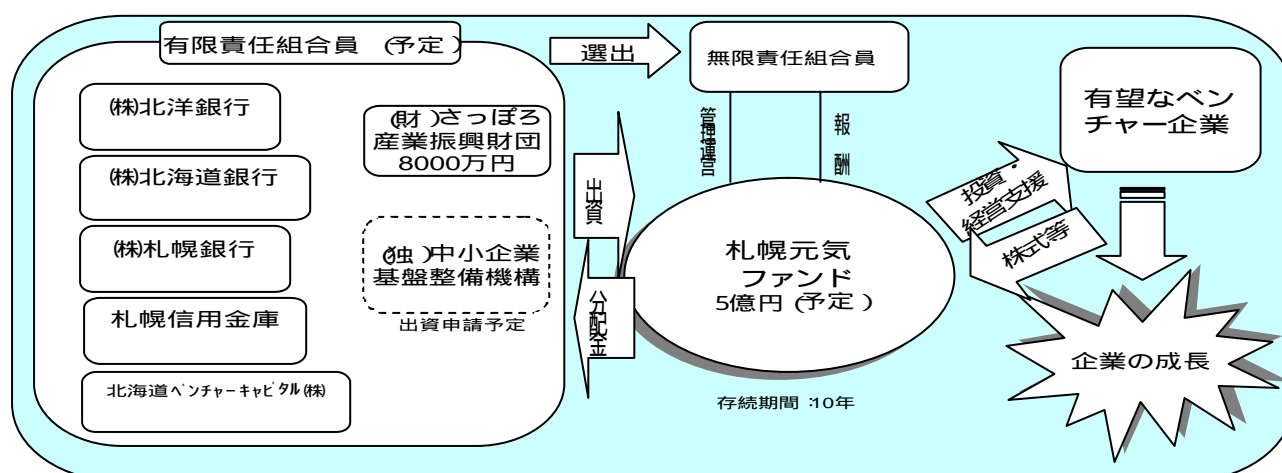 有限責任組合員 (予定)
(株)北洋銀行
(株)北海道銀行
(株)札幌銀行
札幌信用金庫
北海道ベンチャーキャピタル(株)
(財)さっぽろ
産業振興財団
8000万円
(独)中小企業
基盤整備機構
出資申請予定
選出
出資
分配金
無限責任組合員
管理運営
報酬
札幌元気
ファンド
5億円(予定)
存続期間:10年
投資・
経営支援
株式等
有望なベン
チャー企業
企業の成長